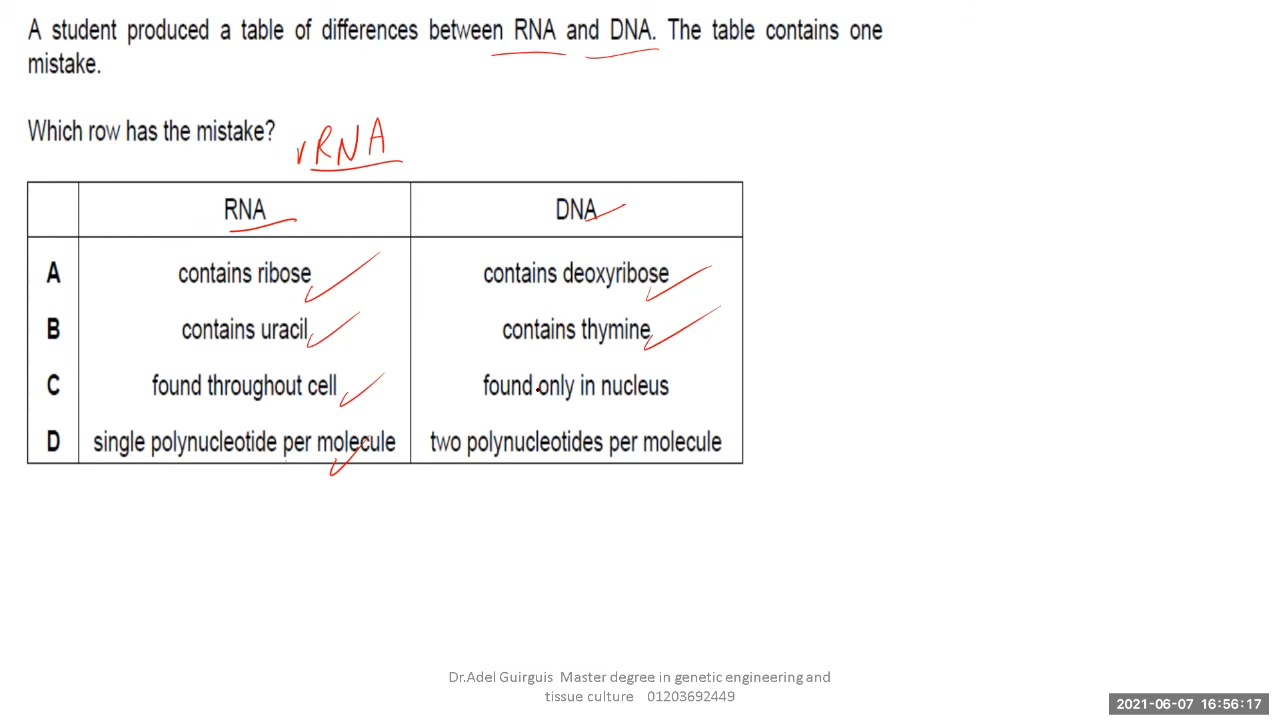 A student produced a table of differences between RNA and DNA. The table contains one
mistake.
Which row has the mistake?
rRNA
RNA DNA
A contains ribose contains deoxyribose
B contains uracil contains thymine
C found throughout cell found only in nucleus
D single polynucleotide per molecule two polynucleotides per molecule
Dr.Adel Guirguis Master degree in genetic engineering and
tissue culture 01203692449
2021-06-07 16:56:17